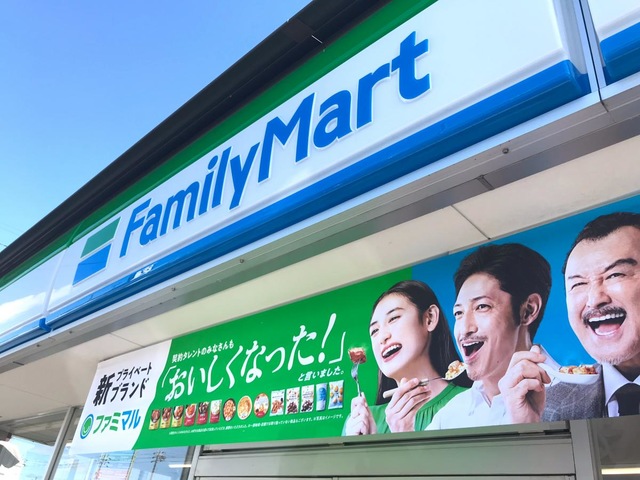 FamilyMart
新 プライベート
ブランド
ファミマル
契約タレントのみなさんも
「おいしくなった!」
と言いました。